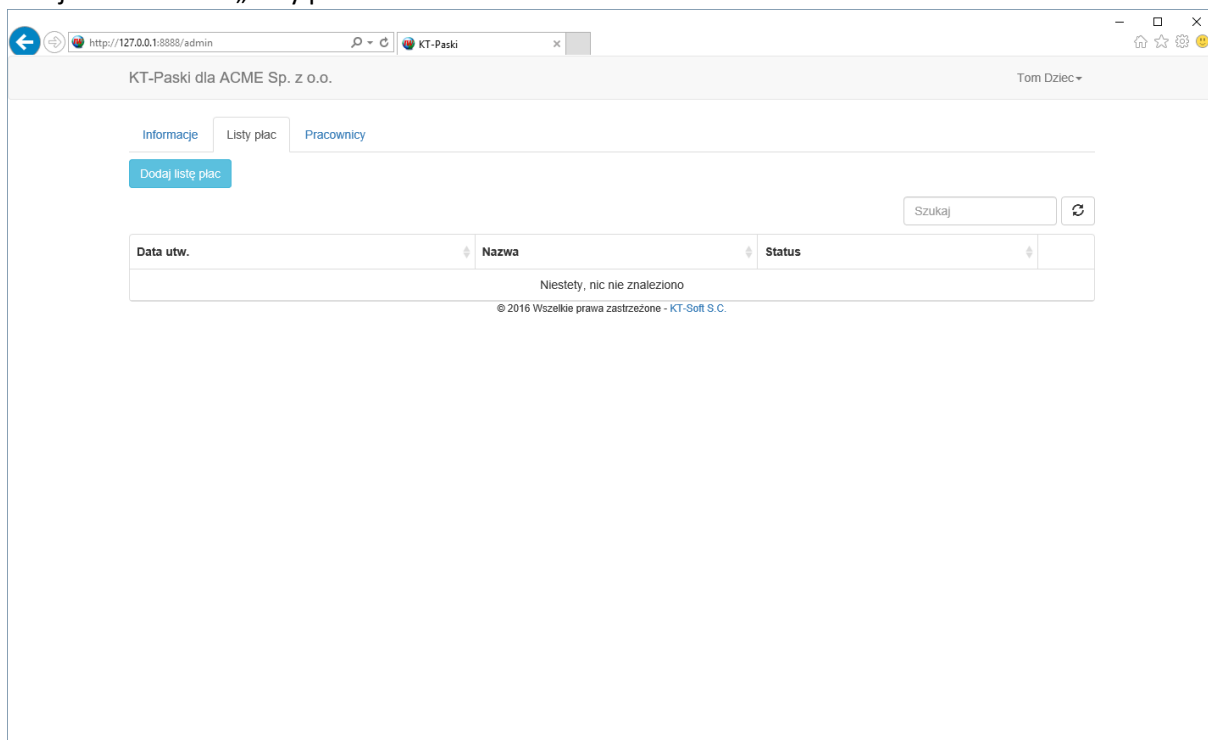 http://127.0.0.1:8888/admin
KT-Paski
KT-Paski dla ACME Sp. z o.o.
Tom Dziec
Informacje
Listy płac
Pracownicy
Dodaj listę płac
Szukaj
Data utw.
Nazwa
Status
Niestety, nic nie znaleziono
© 2016 Wszelkie prawa zastrzeżone - KT-Soft S.C.